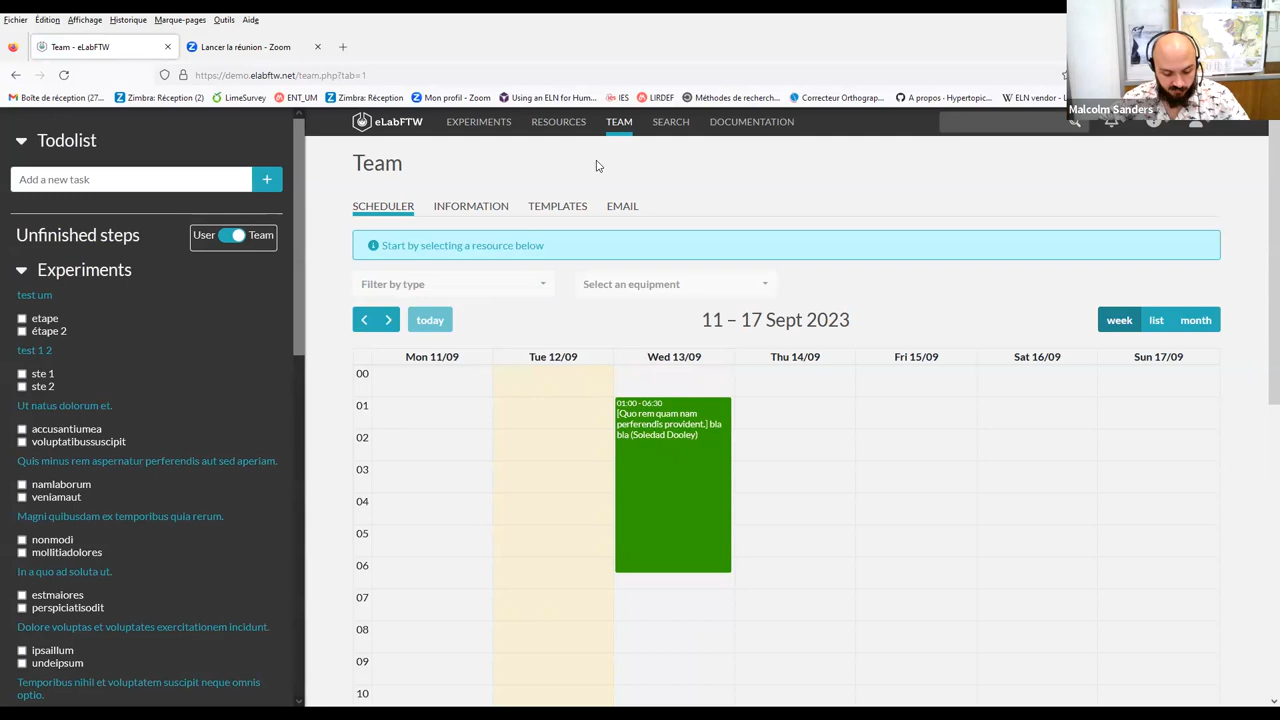 Fichier Édition Affichage Historique Marque-pages Outils Aide
Team - eLabFTW
Lancer la réunion - Zoom
https://demo.elabftw.net/team.php?tab=1
Boîte de réception (27... Zimbra: Réception (2) LimeSurvey ENT_UM Zimbra: Réception Mon profil - Zoom Using an ELN for Hum... IES LIRDEF Méthodes de recherch... Correcteur Orthograp... A propos · Hypertopic... ELN vendor -
Malcolm Sanders
eLabFTW EXPERIMENTS RESOURCES TEAM SEARCH DOCUMENTATION
Todolist
Add a new task
+
Unfinished steps
User Team
Experiments
test um
etape
étape 2
test 1 2
ste 1
ste 2
Ut natus dolorum et.
accusantiumea
voluptatibussuscipit
Quis minus rem aspernatur perferendis aut sed aperiam.
namlaborum
veniamaut
Magni quibusdam ex temporibus quia rerum.
nonmodi
mollitiadolores
In a quo ad soluta ut.
estmaiores
perspiciatisodit
Dolore voluptas et voluptates exercitationem incidunt.
ipsaillum
undeipsum
Temporibus nihil et voluptatem suscipit neque omnis
optio.
Team
SCHEDULER INFORMATION TEMPLATES EMAIL
Start by selecting a resource below
Filter by type
Select an equipment
today
11 – 17 Sept 2023
week list month
Mon 11/09 Tue 12/09 Wed 13/09 Thu 14/09 Fri 15/09 Sat 16/09 Sun 17/09
00
01
02
03
04
05
06
07
08
09
10
01:00 - 06:30
[Quo rem quam nam
perferendis provident.] bla
bla (Soledad Dooley)